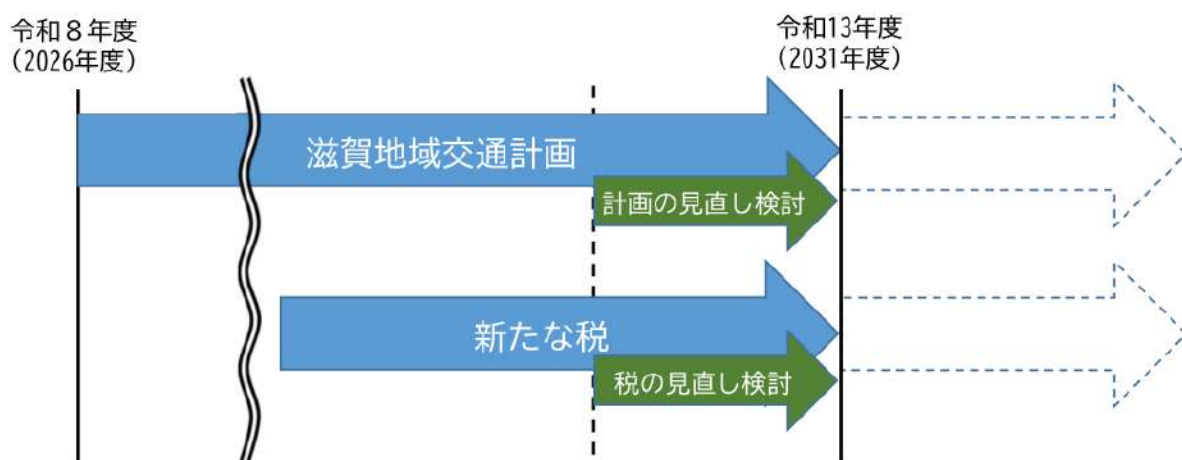 令和８年度
(2026年度)
令和13年度
(2031年度)
滋賀地域交通計画
計画の見直し検討
新たな税
税の見直し検討